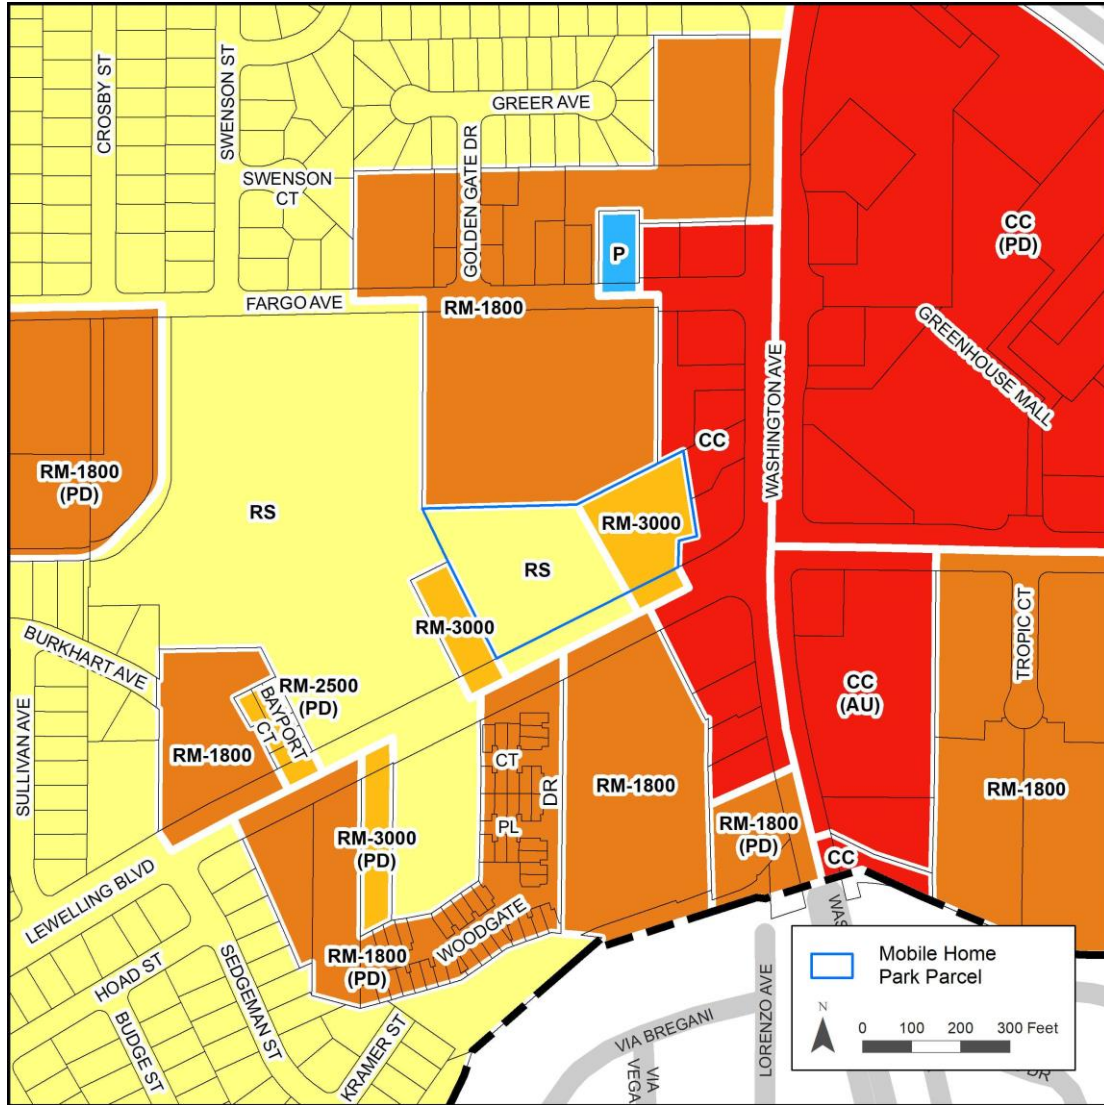 CROSBY ST
SWENSON ST
GREER AVE
GOLDEN GATE DR
SWENSON
CT
CC
(PD)
P
FARGO AVE
RM-1800
GREENHOUSE MALL
WASHINGTON AVE
CC
RM-1800
(PD)
RS
RM-3000
RS
RM-3000
TROPIC CT
BURKHART AVE
RM-2500
(PD)
BAYPORT
CT
CC
(AU)
SULLIVAN AVE
RM-1800
CT
DR
RM-1800
RM-1800
PL
RM-3000
(PD)
RM-1800
(PD)
CC
LEWELLING BLVD
WOODGATE
RM-1800
(PD)
HOAD ST
SEDGEMAN ST
BUDGE ST
KRAMER ST
WAS
LORENZO AVE
VIA BREGANI
VIA
VEGA
DR
Mobile Home
Park Parcel
N
0 100 200 300 Feet